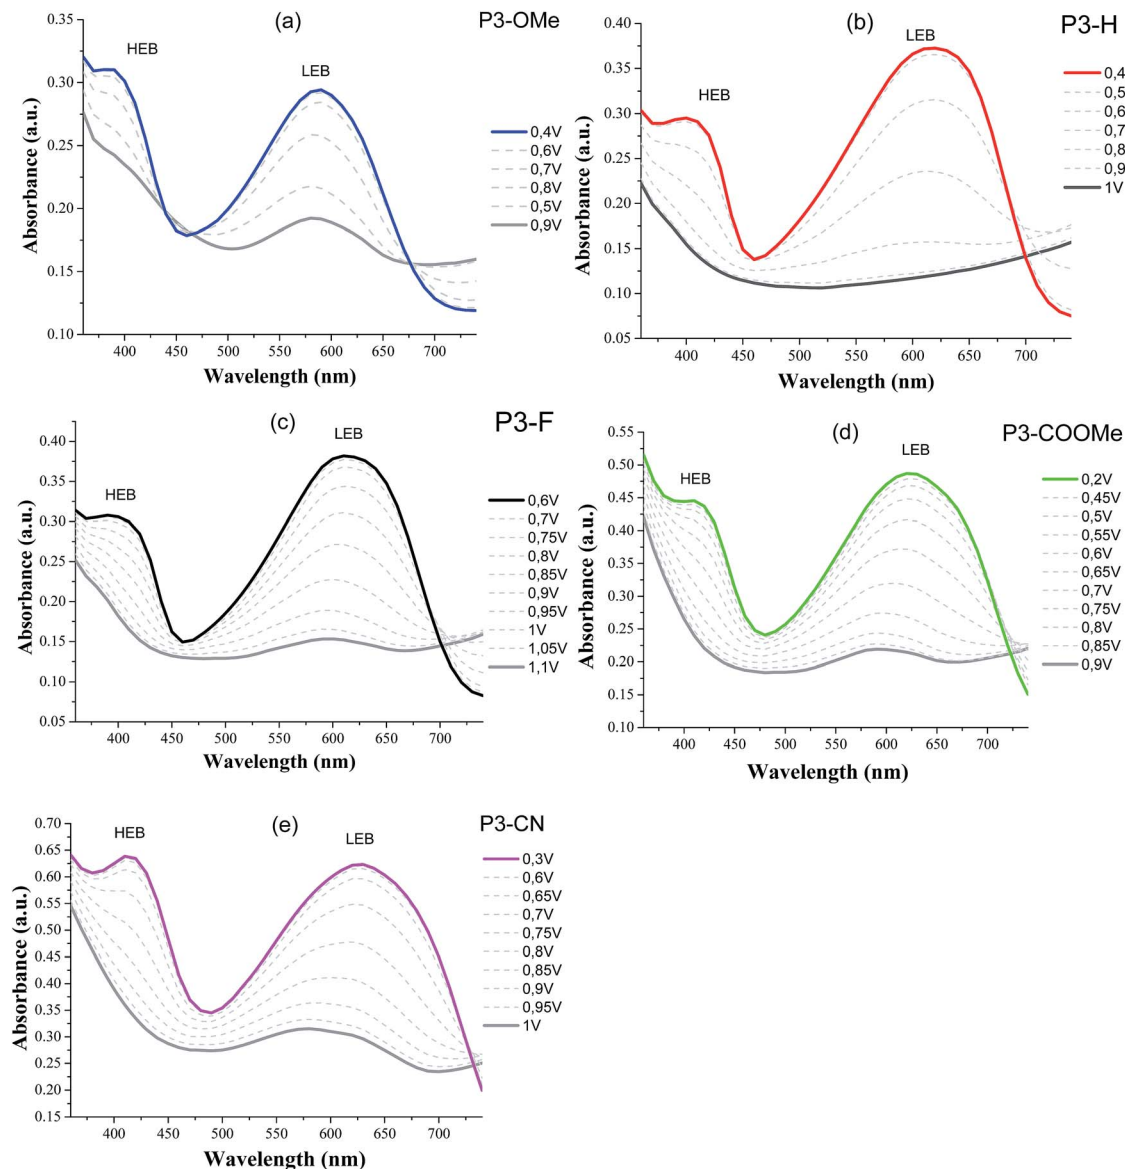 (a)
P3-OMe
HEB
LEB
0.35
0.30
0.25
0.20
0.15
0.10
Absorbance (a.u.)
400 450 500 550 600 650 700
Wavelength (nm)
0,4V
0,6V
0,7V
0,8V
0,5V
0,9V
(b)
P3-H
HEB
LEB
0.40
0.35
0.30
0.25
0.20
0.15
0.10
0.05
Absorbance (a.u.)
400 450 500 550 600 650 700
Wavelength (nm)
0,4
0,5
0,6
0,7
0,8
0,9
1V
(c)
P3-F
HEB
LEB
0.40
0.35
0.30
0.25
0.20
0.15
0.10
0.05
Absorbance (a.u.)
400 450 500 550 600 650 700
Wavelength (nm)
0,6V
0,7V
0,75V
0,8V
0,85V
0,9V
0,95V
1V
1,05V
1,1V
(d)
P3-COOMe
HEB
LEB
0.55
0.50
0.45
0.40
0.35
0.30
0.25
0.20
0.15
0.10
Absorbance (a.u.)
400 450 500 550 600 650 700
Wavelength (nm)
0,2V
0,45V
0,5V
0,55V
0,6V
0,65V
0,7V
0,75V
0,8V
0,85V
0,9V
(e)
P3-CN
HEB
LEB
0.70
0.65
0.60
0.55
0.50
0.45
0.40
0.35
0.30
0.25
0.20
0.15
Absorbance (a.u.)
400 450 500 550 600 650 700
Wavelength (nm)
0,3V
0,6V
0,65V
0,7V
0,75V
0,8V
0,85V
0,9V
0,95V
1V